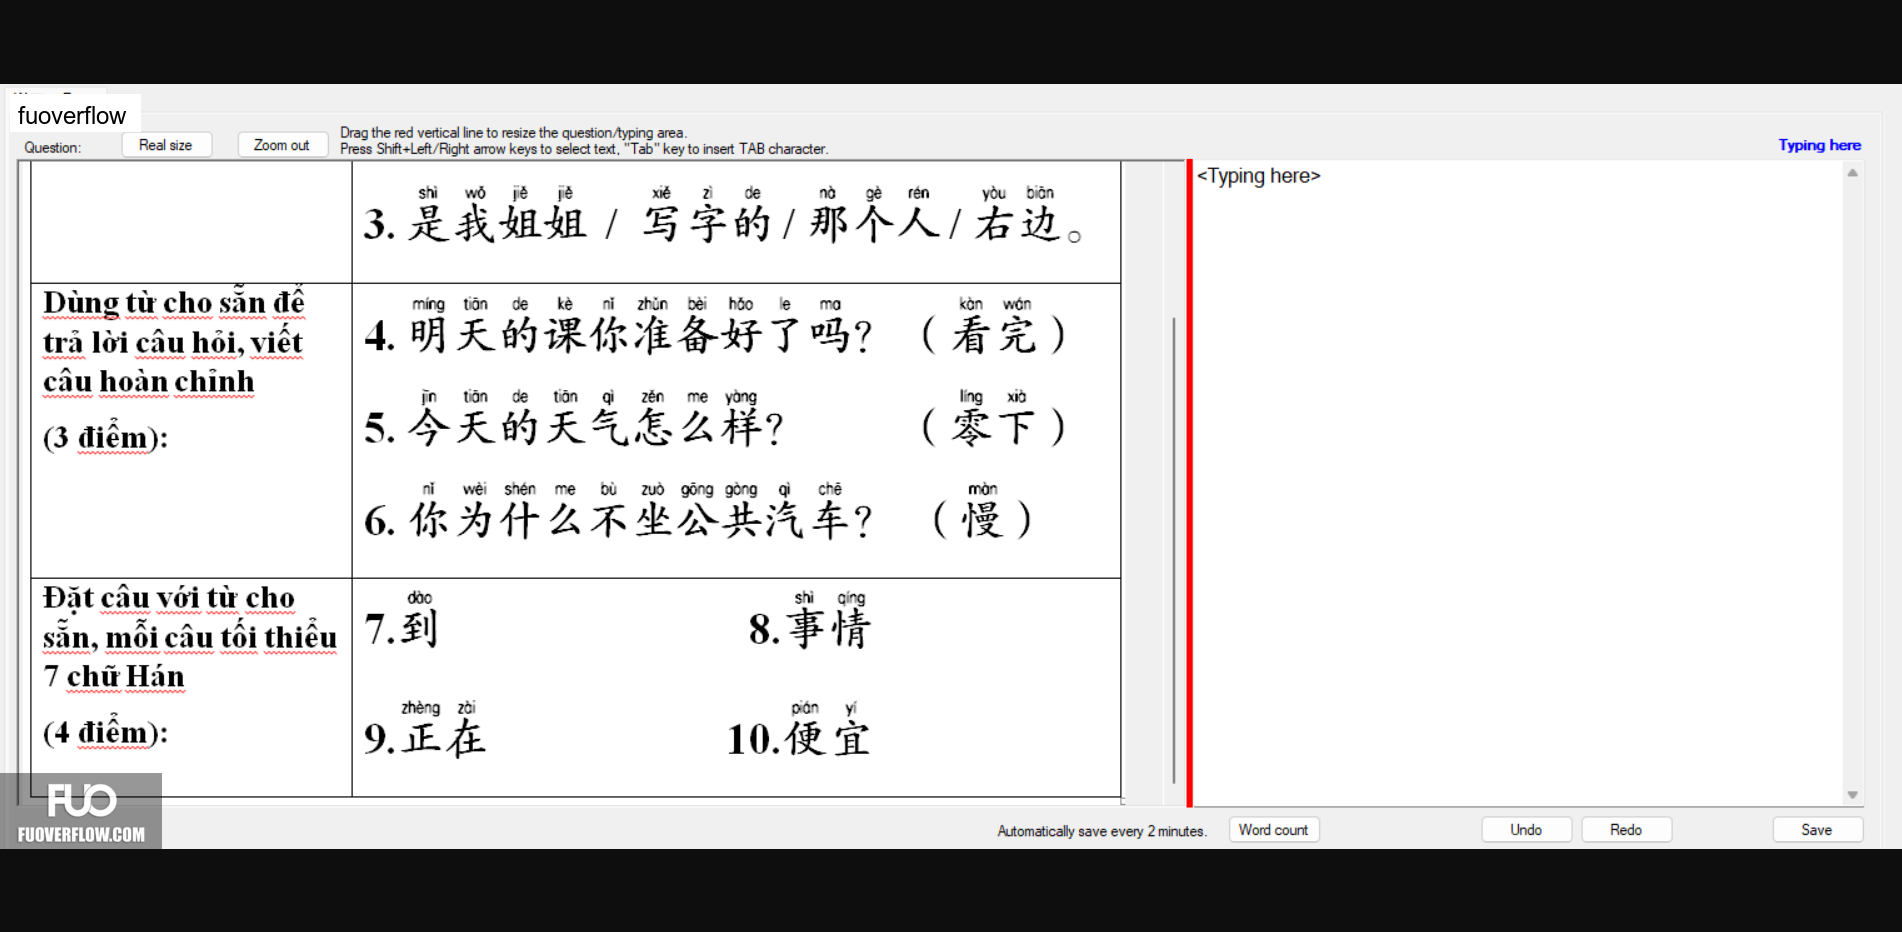 fuoverflow
Question:
Real size
Zoom out
Drag the red vertical line to resize the question/typing area.
Press Shift+Left/Right arrow keys to select text, "Tab" key to insert TAB character.
Typing here
shì wǒ jiě jiě xiě zì de nà gè rén yòu biān
3. 是我姐姐 / 写字的 / 那个人 / 右边。
Dùng từ cho sẵn để
trả lời câu hỏi, viết
câu hoàn chỉnh
(3 điểm):
míng tiān de kè nǐ zhǔn bèi hǎo le ma kàn wán
4. 明天的课你准备好了吗? (看完)
jīn tiān de tiān qì zěn me yàng líng xià
5. 今天的天气怎么样? (零下)
nǐ wèi shén me bù zuò gōng gòng qì chē màn
6. 你为什么不坐公共汽车? (慢)
Đặt câu với từ cho
sẵn, mỗi câu tối thiểu
7 chữ Hán
(4 điểm):
dào shì qíng
7. 到 8. 事情
zhèng zài pián yí
9. 正在 10. 便宜
<Typing here>
FUO
FUOVERFLOW.COM
Automatically save every 2 minutes.
Word count
Undo
Redo
Save